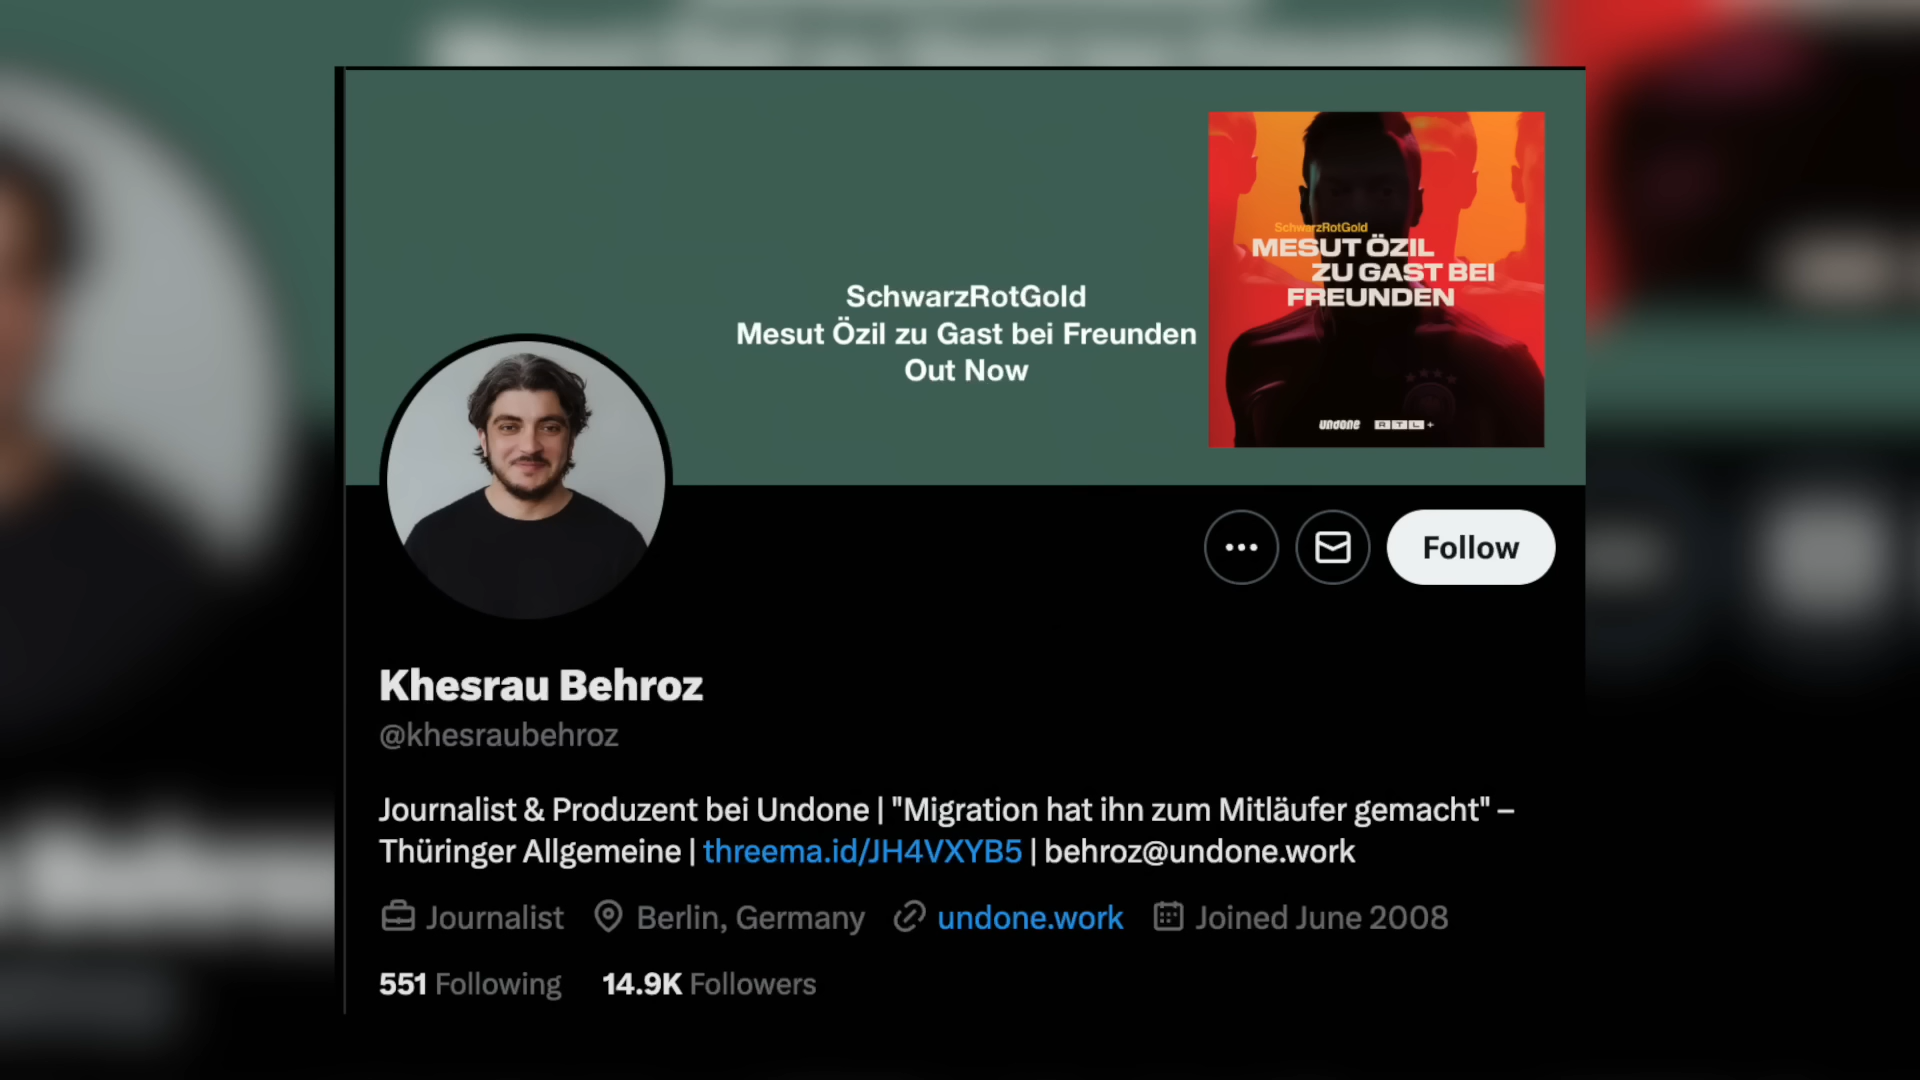 SchwarzRotGold
Mesut Özil zu Gast bei Freunden
Out Now
SchwarzRotGold
MESUT ÖZIL
ZU GAST BEI
FREUNDEN
undone RTL+
Follow
Khesrau Behroz
@khesraubehroz
Journalist & Produzent bei Undone | "Migration hat ihn zum Mitläufer gemacht" –
Thüringer Allgemeine | threema.id/JH4VXYB5 | behroz@undone.work
Journalist Berlin, Germany undone.work Joined June 2008
551 Following 14.9K Followers